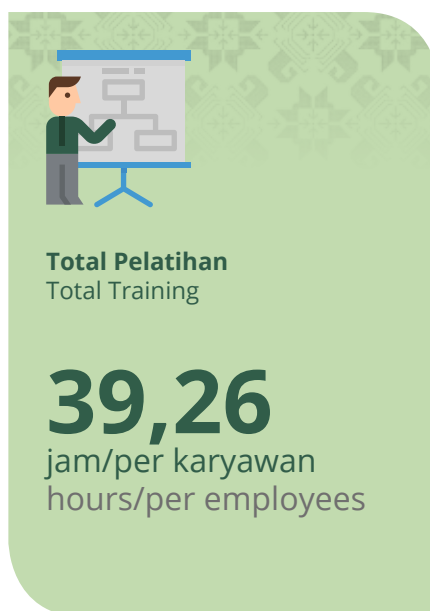 Total Pelatihan
Total Training
39,26
jam/per karyawan
hours/per employees